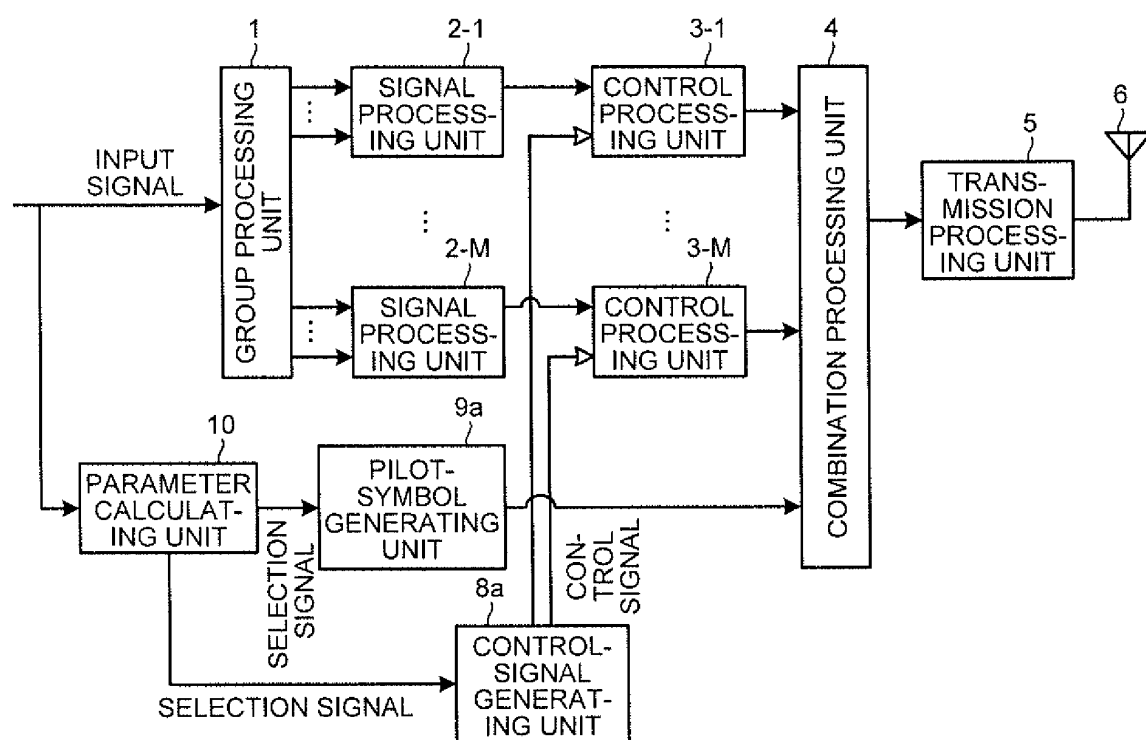 1
2-1
3-1
4
SIGNAL
PROCESS-
ING UNIT
CONTROL
PROCESS-
ING UNIT
6
INPUT
SIGNAL
GROUP PROCESSING
UNIT
COMBINATION PROCESSING UNIT
5
TRANS-
MISSION
PROCESS-
ING UNIT
...
...
...
2-M
3-M
SIGNAL
PROCESS-
ING UNIT
CONTROL
PROCESS-
ING UNIT
...
...
10
9a
PARAMETER
CALCULAT-
ING UNIT
PILOT-
SYMBOL
GENERATING
UNIT
SELECTION
SIGNAL
CON-
TROL
SIGNAL
8a
CONTROL-
SIGNAL
GENERAT-
ING UNIT
SELECTION SIGNAL